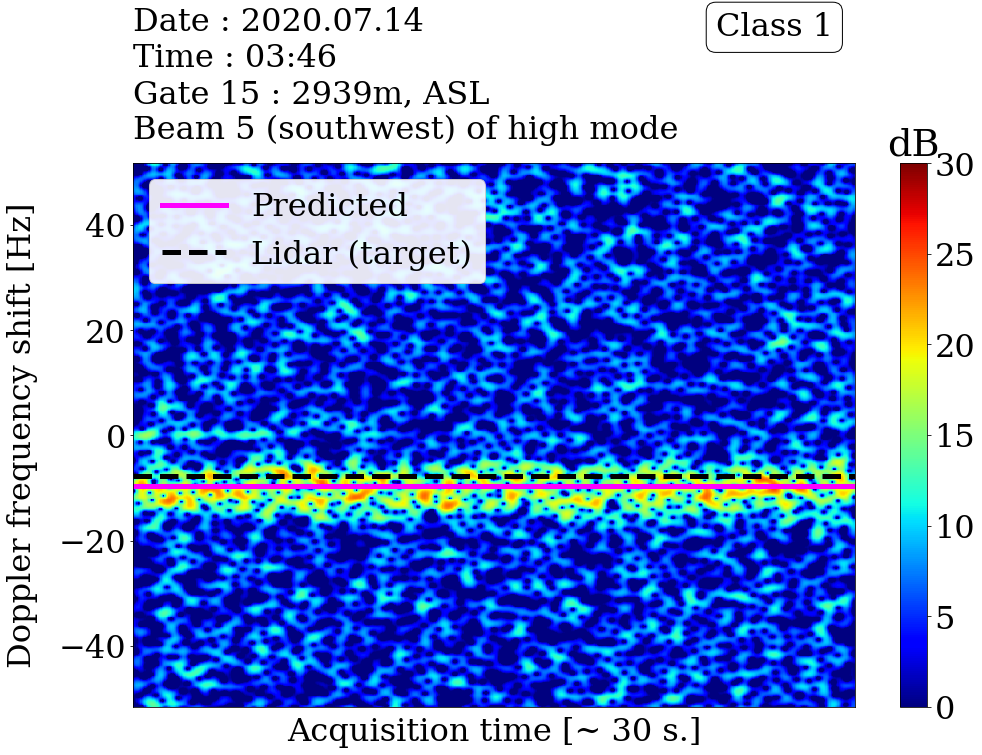 Date : 2020.07.14
Time : 03:46
Gate 15 : 2939m, ASL
Beam 5 (southwest) of high mode
Class 1
dB
Predicted
Lidar (target)
Doppler frequency shift [Hz]
40
20
0
−20
−40
30
25
20
15
10
5
0
Acquisition time [~ 30 s.]